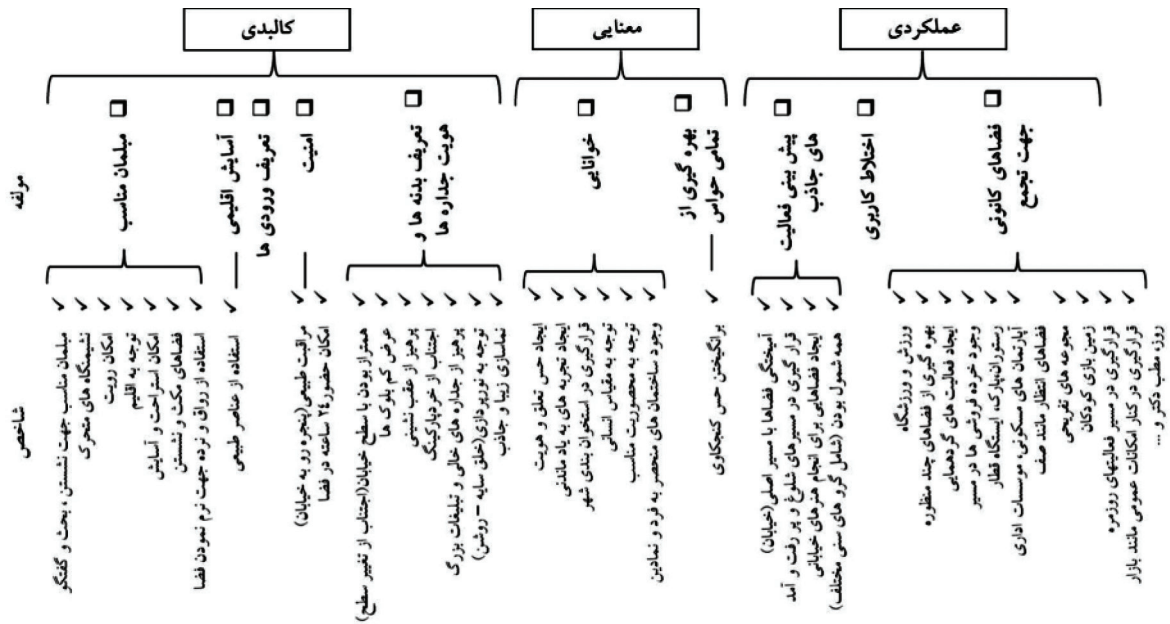 عملکردی
معنایی
کالبدی
مولفه
فضاهای کانونی
جهت تجمع
اختلاط کاربری
پیش بینی فعالیت
های جاذب
بهره گیری از
تمامی حواس
خوانایی
تعریف بدنه ها و
هویت جداره ها
امنیت
تعریف ورودی ها
آسایش اقلیمی
مبلمان مناسب
شاخص
روزه مطب دکتر و ...
قرارگیری در کنار امکانات عمومی مانند بازار
قرارگیری در مسیر فعالیتهای روزمره
زمین بازی کودکان
مجموعه های تفریحی
فضاهای انتظار مانند صف
آپارتمان های مسکونی، موسسات اداری
رستوران،پارک، ایستگاه قطار
وجود خرده فروشی ها در مسیر
ایجاد فعالیت های گردهمایی
بهره گیری از فضاهای چند منظوره
ورزش و ورزشگاه
همه شمول بودن (شامل گرو های سنی مختلف)
ایجاد فضاهایی برای انجام هنرهای خیابانی
قرار گیری در مسیرهای شلوغ و پر رفت و آمد
آمیختگی فضاها با مسیر اصلی(خیابان)
برانگیختن حس کنجکاوی
وجود ساختمان های منحصر به فرد و نمادین
توجه به محصوریت مناسب
توجه به مقیاس انسانی
قرارگیری در استخوان بندی شهر
ایجاد تجربه های به یاد ماندنی
ایجاد حس تعلق و هویت
نماسازی زیبا و جذاب
توجه به نورپردازی(خلق سایه - روشن)
پرهیز از جداره های خالی و تبلیغات بزرگ
اجتناب از خردپارکینگ
پرهیز از عقب نشینی
عرض کم بلوک ها
همتراز بودن با سطح خیابان(اجتناب از تغییر سطح)
امکان حضور ۲۴ ساعته در فضا
مراقبت طبیعی(پنجره رو به خیابان)
استفاده از عناصر طبیعی
استفاده از رواق و نرده جهت نرم نمودن فضا
فضاهای مکث و نشستن
امکان استراحت و آسایش
توجه به اقلیم
امکان رویت
نشیمنگاه های متحرک
مبلمان مناسب جهت نشستن ، بحث و گفتگو